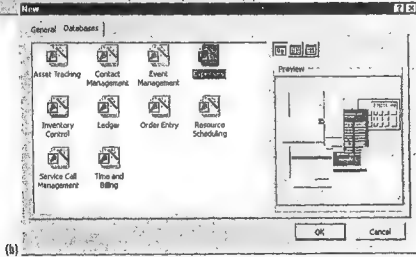 New
General Databases
Preview
Asset Tracking Contact Management Event Management Expenses
Inventory Control Ledger Order Entry Resource Scheduling
Service Call Management Time and Billing
OK Cancel
(b)